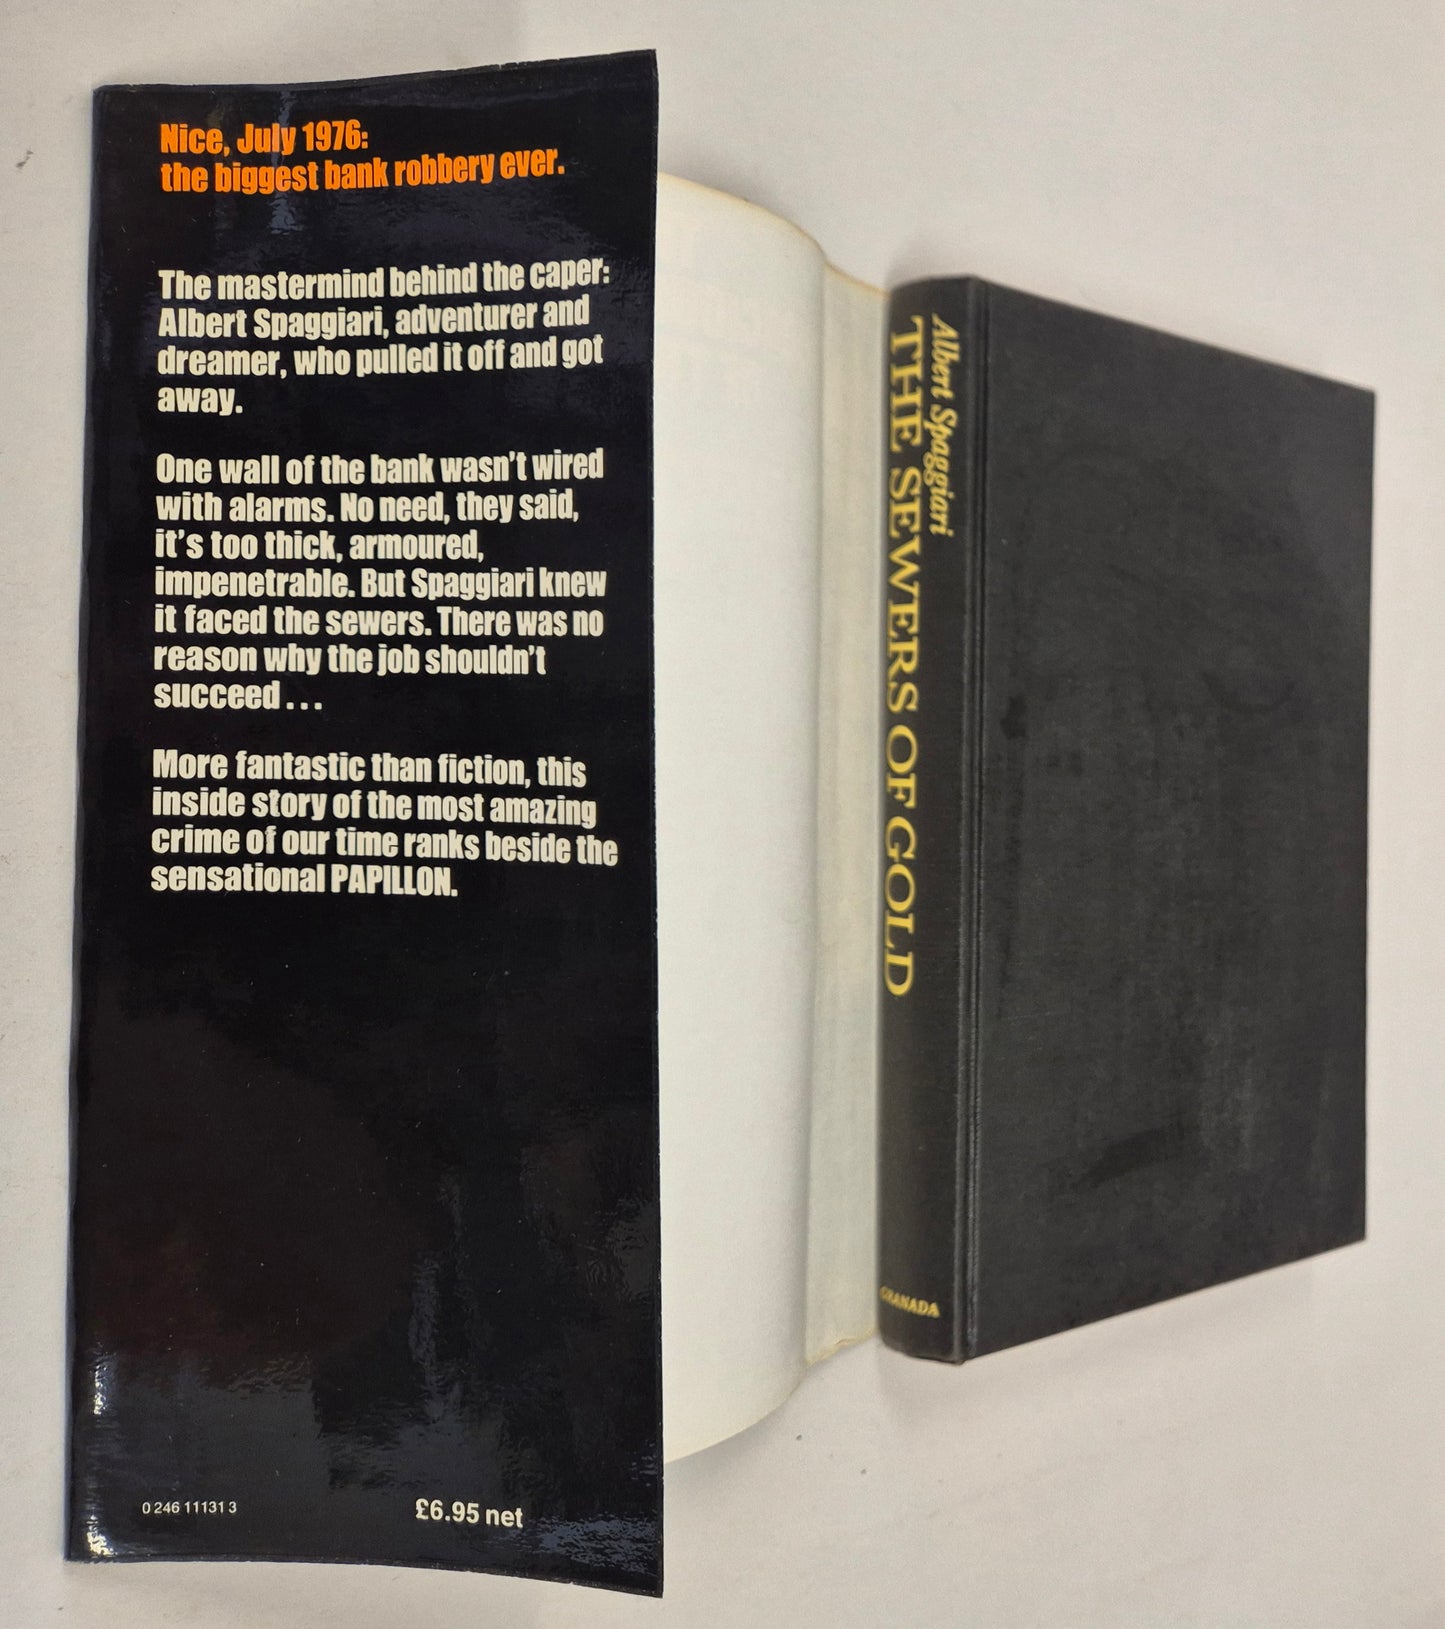 Nice, July 1976:
the biggest bank robbery ever.
The mastermind behind the caper:
Albert Spaggiari, adventurer and
dreamer, who pulled it off and got
away.
One wall of the bank wasn't wired
with alarms. No need, they said,
it's too thick, armoured,
impenetrable. But Spaggiari knew
it faced the sewers. There was no
reason why the job shouldn't
succeed . . .
More fantastic than fiction, this
inside story of the most amazing
crime of our time ranks beside the
sensational PAPILLON.
0 246 11131 3
£6.95 net
Albert Spaggiari
THE SEWERS OF GOLD
GRANADA